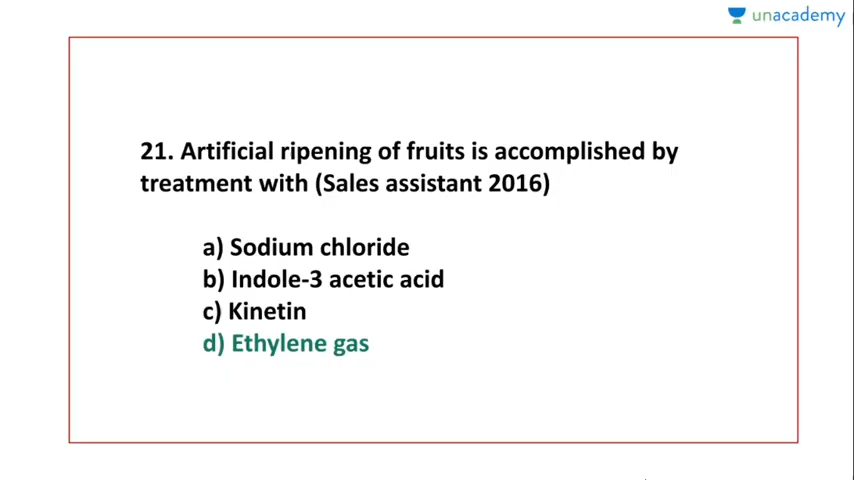 unacademy
21. Artificial ripening of fruits is accomplished by
treatment with (Sales assistant 2016)
a) Sodium chloride
b) Indole-3 acetic acid
c) Kinetin
d) Ethylene gas